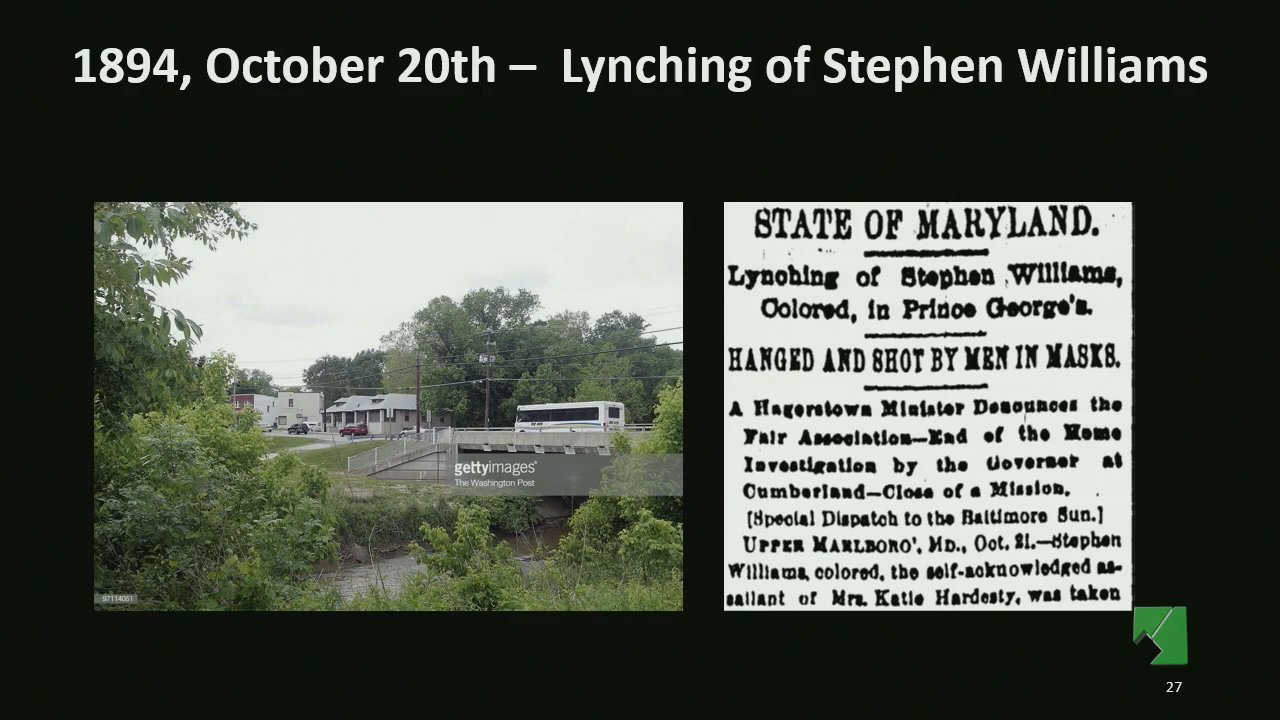 1894, October 20th – Lynching of Stephen Williams
gettyimages®
The Washington Post
97114051
STATE OF MARYLAND.
Lynching of Stephen Williams,
Colored, in Prince George's.
HANGED AND SHOT BY MEN IN MASKS.
A Hagerstown Minister Denounces the
Fair Association—End of the Home
Investigation by the Governor at
Cumberland—Close of a Mission.
[Special Dispatch to the Baltimore Sun.]
UPPER MARLBORO', MD., Oct. 21.—Stephen
Williams, colored, the self-acknowledged as-
sailant of Mrs. Katie Hardesty, was taken
27